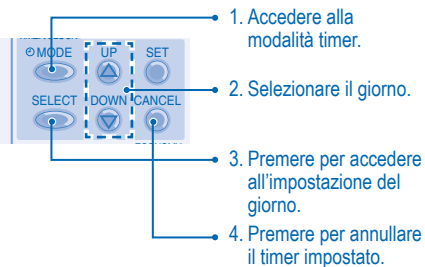 MODE UP SET
SELECT DOWN CANCEL
1. Accedere alla
modalità timer.
2. Selezionare il giorno.
3. Premere per accedere
all'impostazione del
giorno.
4. Premere per annullare
il timer impostato.